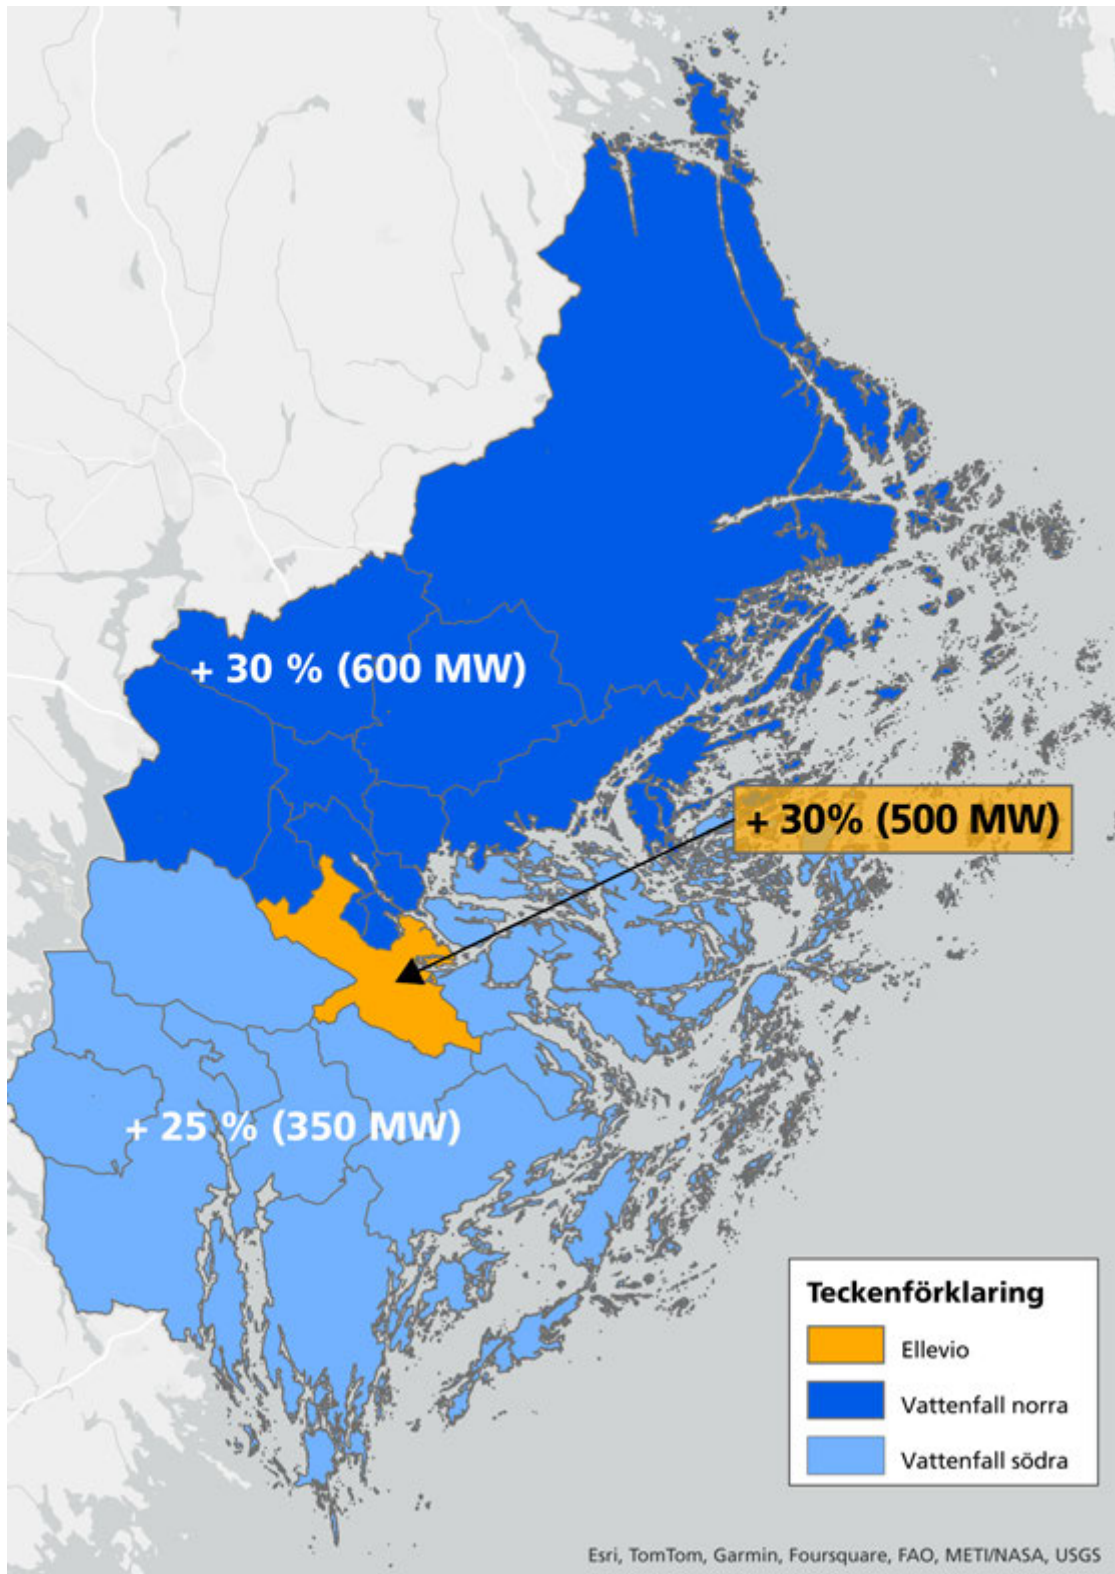 + 30 % (600 MW)
+ 30% (500 MW)
+ 25 % (350 MW)
Teckenförklaring
Ellevio
Vattenfall norra
Vattenfall södra
Esri, TomTom, Garmin, Foursquare, FAO, METI/NASA, USGS